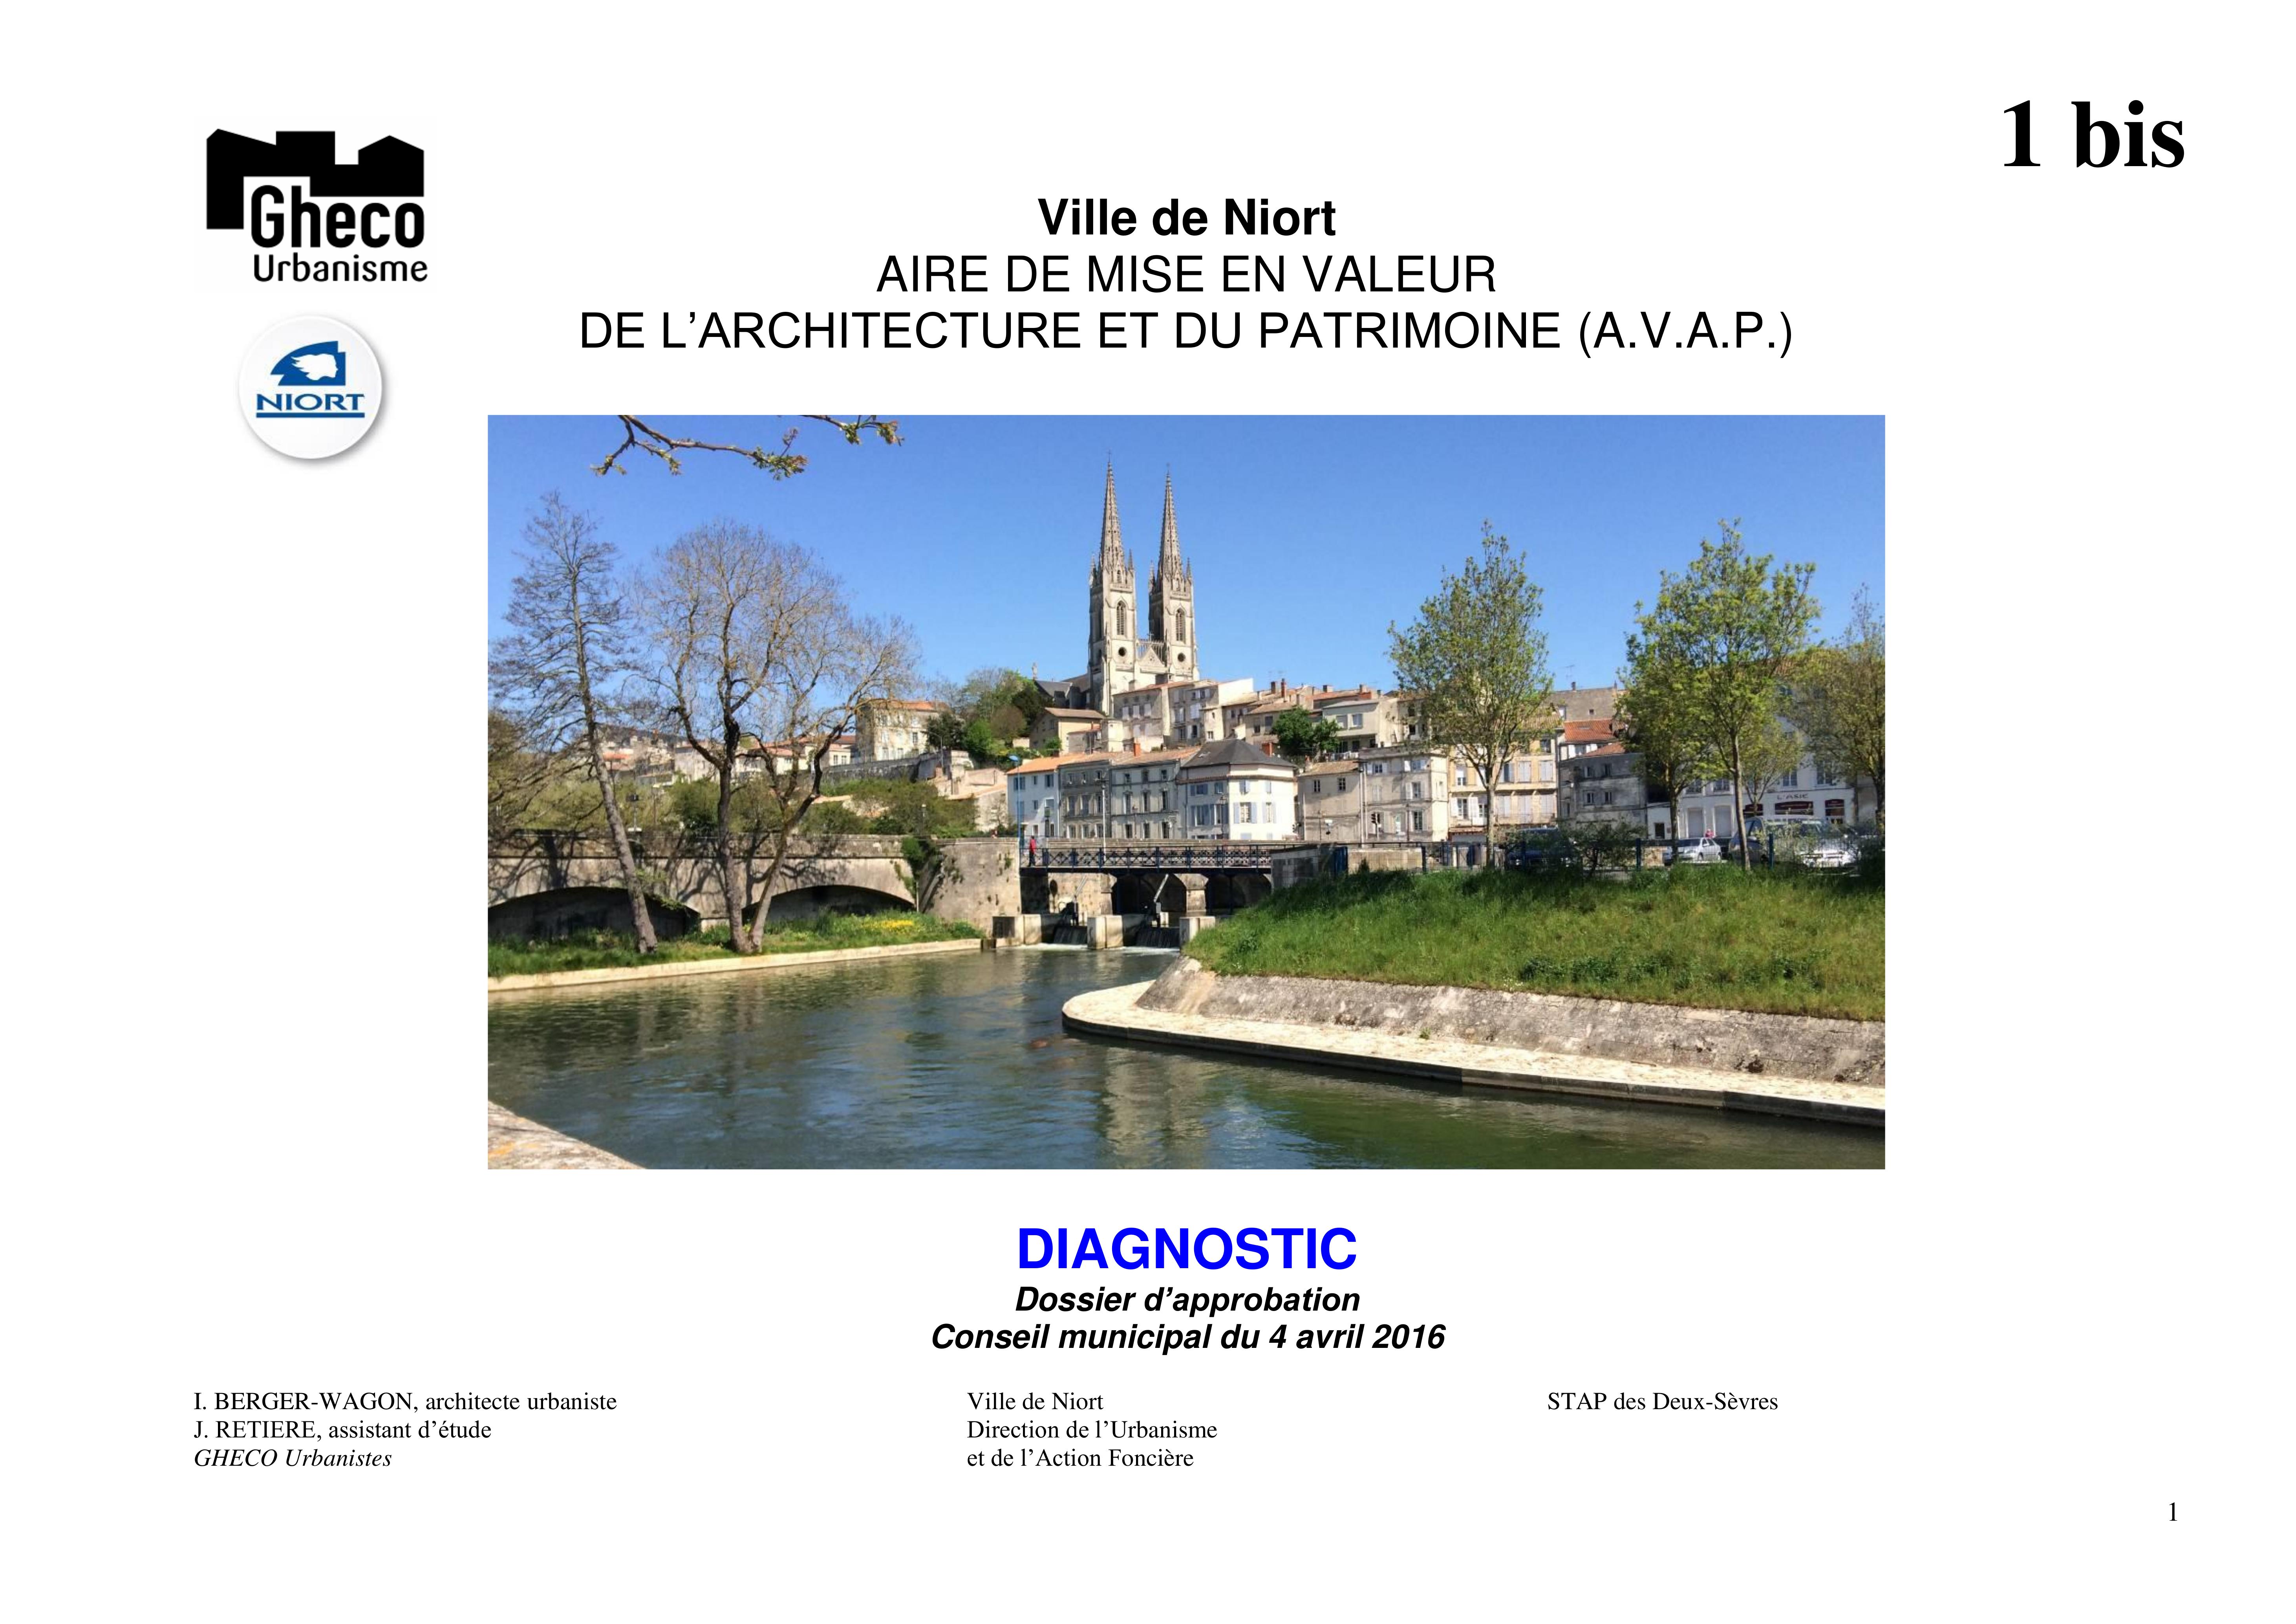 1 bis
Gheco
Urbanisme
NIORT
Ville de Niort
AIRE DE MISE EN VALEUR
DE L'ARCHITECTURE ET DU PATRIMOINE (A.V.A.P.)
DIAGNOSTIC
Dossier d'approbation
Conseil municipal du 4 avril 2016
I. BERGER-WAGON, architecte urbaniste
J. RETIERE, assistant d'étude
GHECO Urbanistes
Ville de Niort
Direction de l'Urbanisme
et de l'Action Foncière
STAP des Deux-Sèvres
1